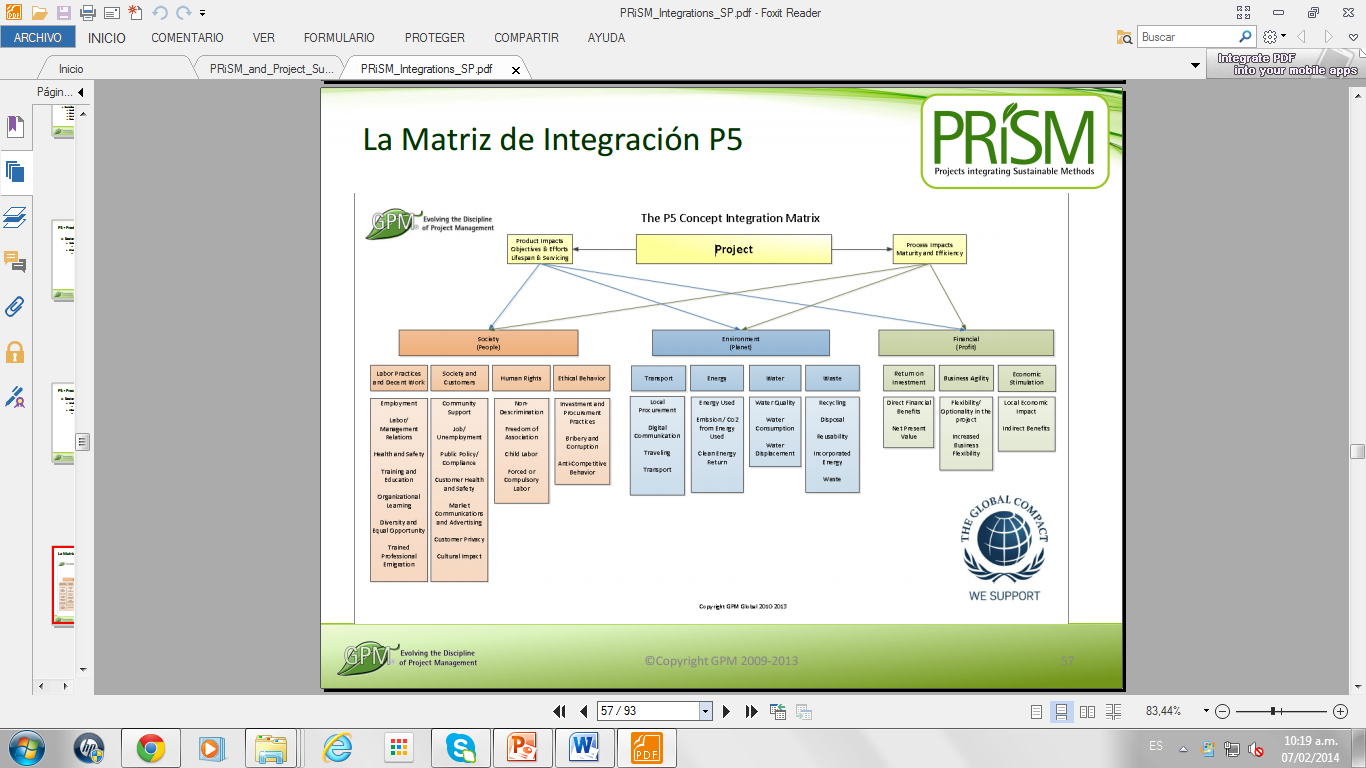 PRiSM_Integrations_SP.pdf - Foxit Reader
ARCHIVO INICIO COMENTARIO VER FORMULARIO PROTEGER COMPARTIR AYUDA
Buscar
Inicio PRiSM_and_Project_Su... PRiSM_Integrations_SP.pdf
Integrate PDF
into your mobile apps
Págin...
La Matriz de Integración P5
PRiSM
Projects integrating Sustainable Methods
GPM
Evolving the Discipline
of Project Management
The P5 Concept Integration Matrix
Product Impacts
Objectives & Efforts
Lifespan & Servicing
Project
Process Impacts
Maturity and Efficiency
Society
(People)
Environment
(Planet)
Financial
(Profit)
Labor Practices
and Decent Work
Employment
Labor/
Management
Relations
Health and Safety
Training and
Education
Organizational
Learning
Diversity and
Equal Opportunity
Trained
Professional
Emigration
Society and
Customers
Community
Support
Job/
Unemployment
Public Policy/
Compliance
Customer Health
and Safety
Market
Communications
and Advertising
Customer Privacy
Cultural Impact
Human Rights
Non-
Discrimination
Freedom of
Association
Child Labor
Forced or
Compulsory
Labor
Ethical Behavior
Investment and
Procurement
Practices
Bribery and
Corruption
Anti-Competitive
Behavior
Transport
Local
Procurement
Digital
Communication
Traveling
Transport
Energy
Energy Used
Emission / Co2
from Energy
Used
Clean Energy
Return
Water
Water Quality
Water
Consumption
Water
Displacement
Waste
Recycling
Disposal
Reusability
Incorporated
Energy
Waste
Return on
Investment
Direct Financial
Benefits
Net Present
Value
Business Agility
Flexibility/
Optionality in the
project
Increased
Business
Flexibility
Economic
Stimulation
Local Economic
Impact
Indirect Benefits
THE GLOBAL COMPACT
WE SUPPORT
Copyright GPM Global 2010-2013
GPM
Evolving the Discipline
of Project Management
©Copyright GPM 2009-2013
57
57 / 93
83,44%
ES
10:19 a.m.
07/02/2014